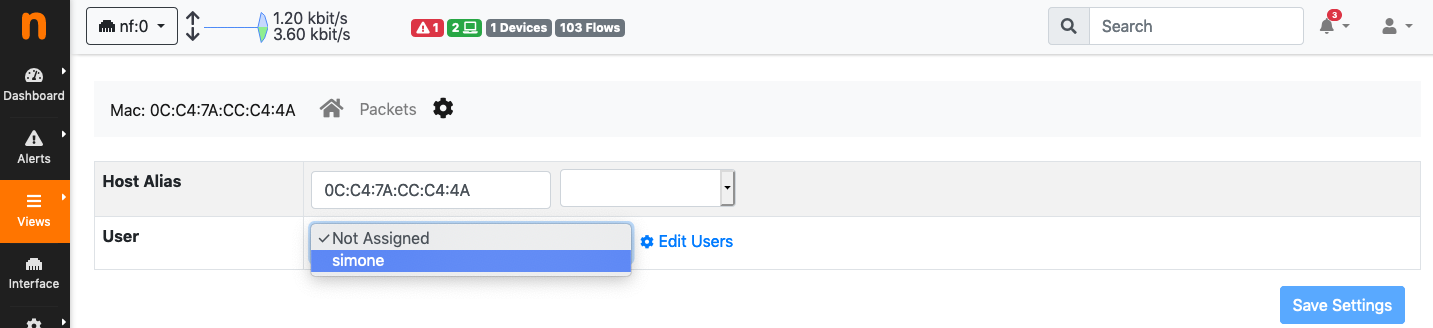 n
nf:0
1.20 kbit/s
3.60 kbit/s
1
2
1 Devices
103 Flows
Search
3
Dashboard
Alerts
Views
Interface
Mac: 0C:C4:7A:CC:C4:4A
Packets
Host Alias
0C:C4:7A:CC:C4:4A
User
✓ Not Assigned
simone
Edit Users
Save Settings